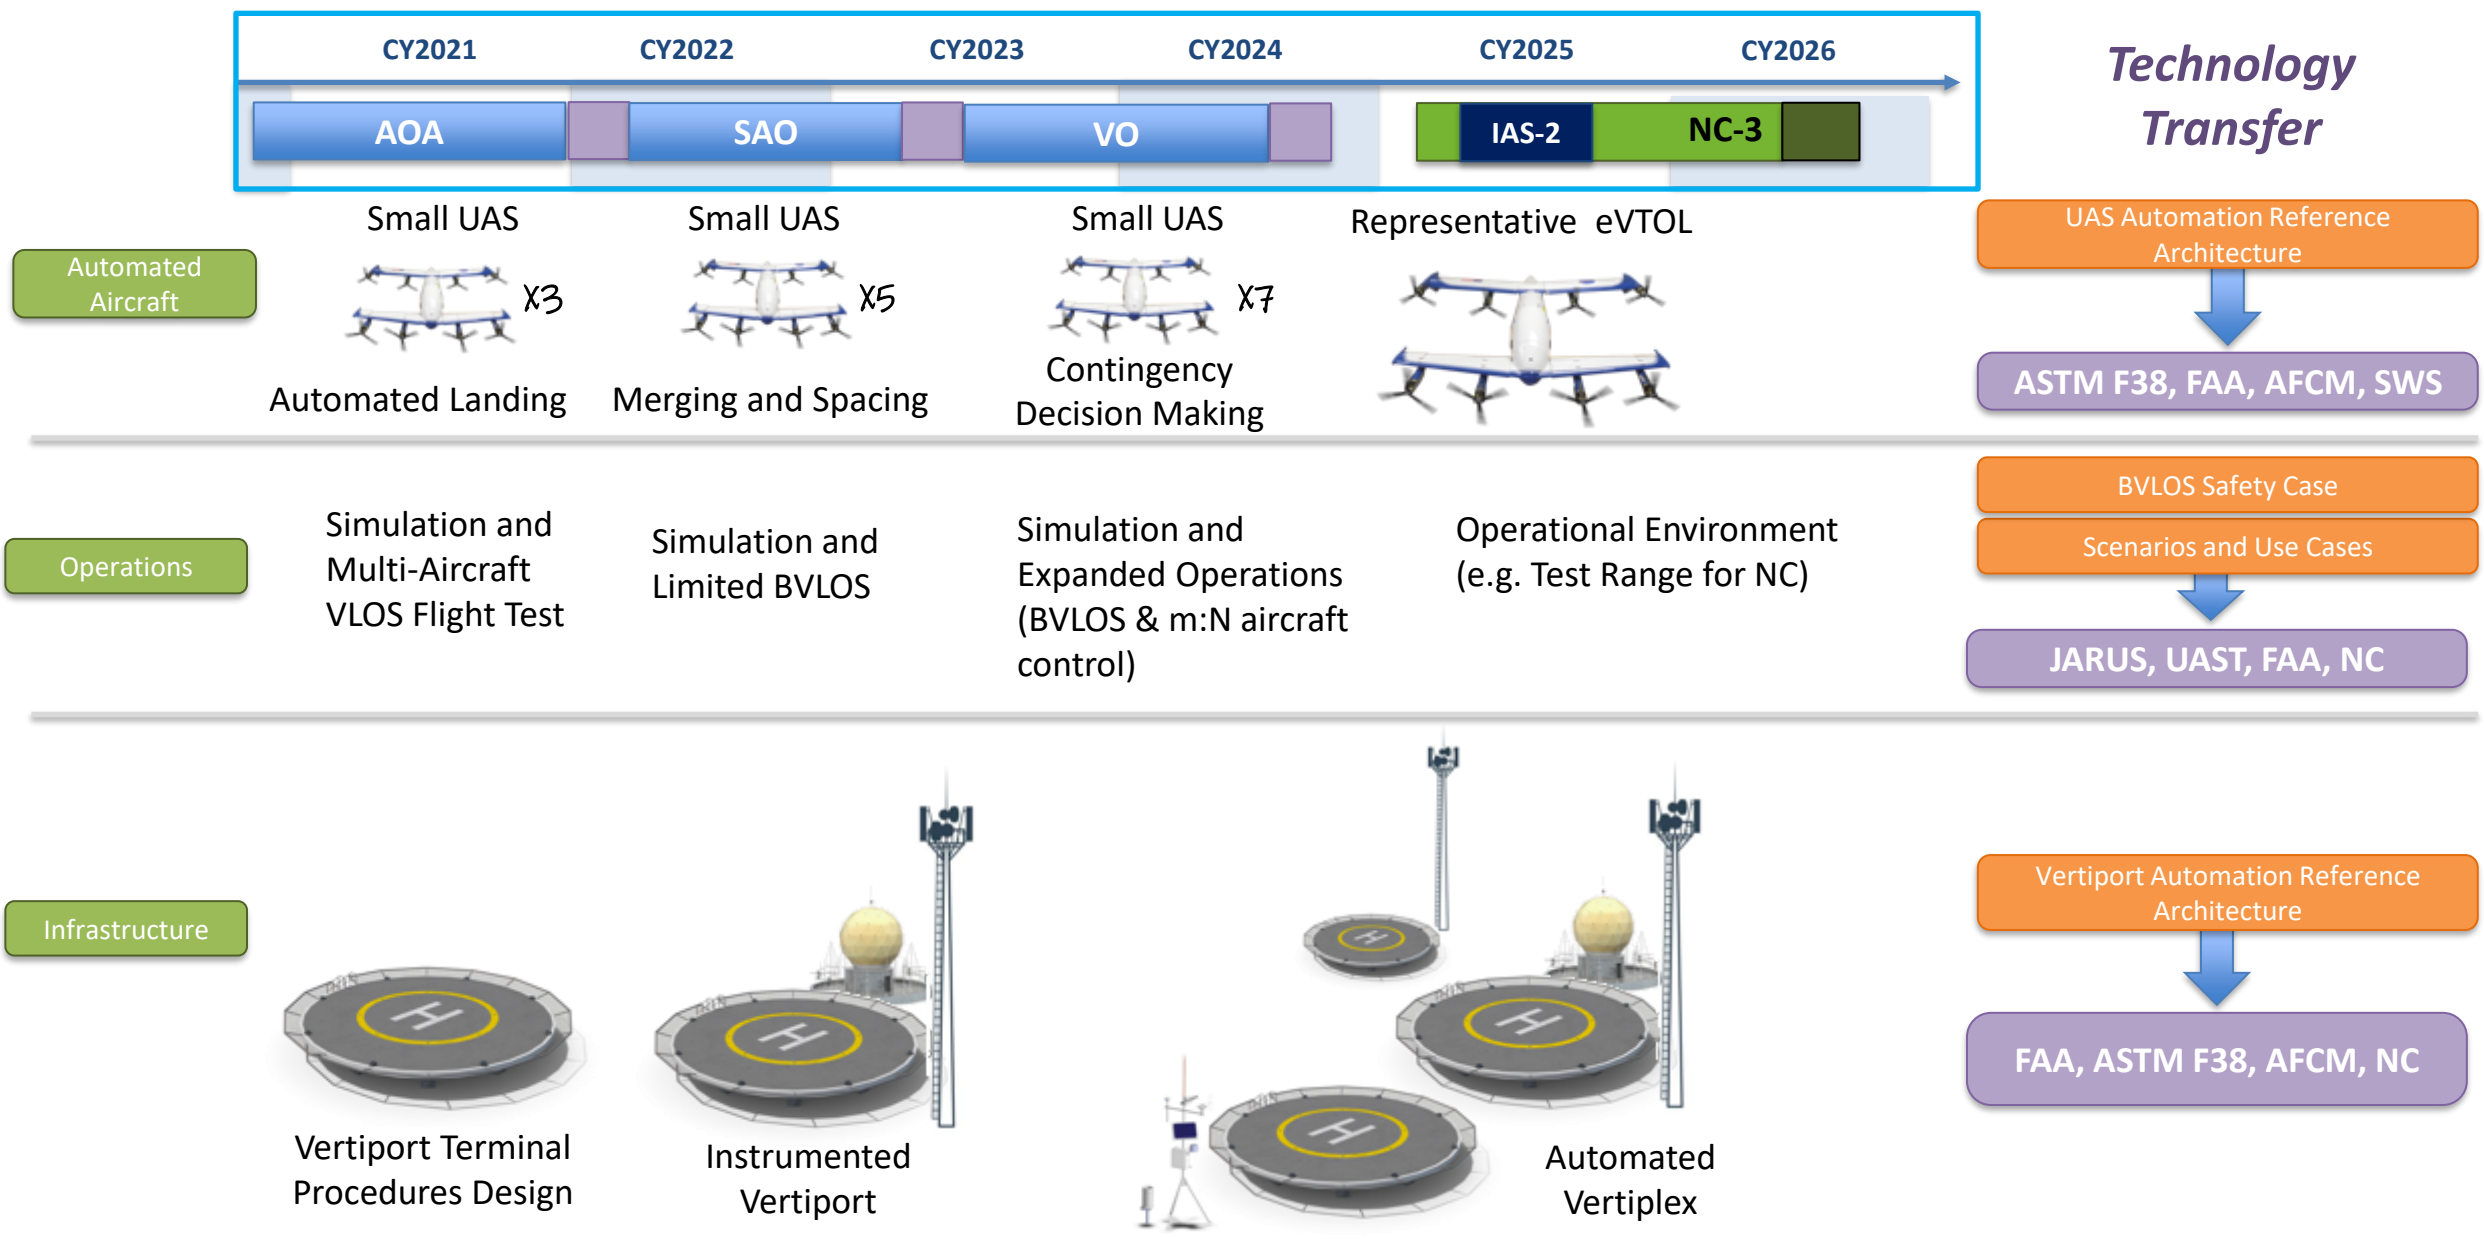 CY2021 CY2022 CY2023 CY2024 CY2025 CY2026
Technology
Transfer
AOA SAO VO IAS-2 NC-3
Small UAS Small UAS Small UAS Representative eVTOL
UAS Automation Reference
Architecture
Automated
Aircraft
X3 X5 X7
ASTM F38, FAA, AFCM, SWS
Automated Landing
Merging and Spacing
Contingency
Decision Making
BVLOS Safety Case
Scenarios and Use Cases
Operations
Simulation and
Multi-Aircraft
VLOS Flight Test
Simulation and
Limited BVLOS
Simulation and
Expanded Operations
(BVLOS & m:N aircraft
control)
Operational Environment
(e.g. Test Range for NC)
JARUS, UAST, FAA, NC
Infrastructure
Vertiport Automation Reference
Architecture
H
H
H
H
H
FAA, ASTM F38, AFCM, NC
Vertiport Terminal
Procedures Design
Instrumented
Vertiport
Automated
Vertiplex